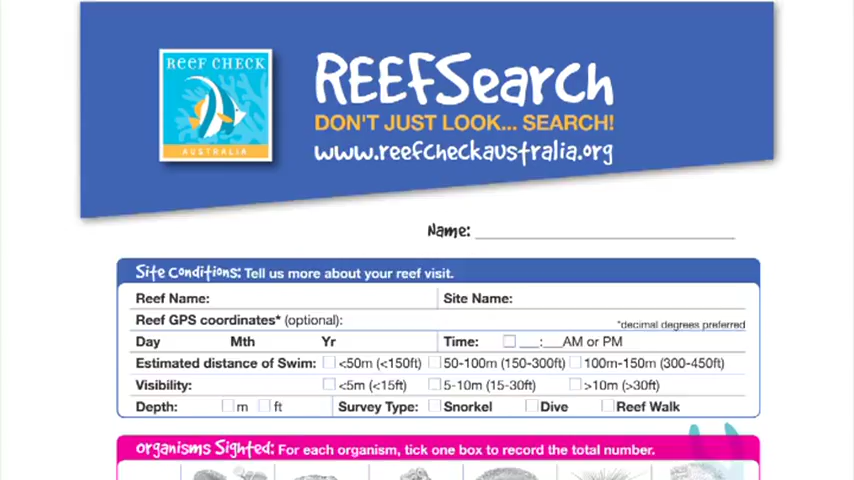 REEF CHECK
AUSTRALIA
REEFSearch
DON'T JUST LOOK... SEARCH!
www.reefcheckaustralia.org
Name:
Site Conditions: Tell us more about your reef visit.
Reef Name: Site Name:
Reef GPS coordinates* (optional): *decimal degrees preferred
Day Mth Yr Time: __:__AM or PM
Estimated distance of Swim: <50m (<150ft) 50-100m (150-300ft) 100m-150m (300-450ft)
Visibility: <5m (<15ft) 5-10m (15-30ft) >10m (>30ft)
Depth: m ft Survey Type: Snorkel Dive Reef Walk
Organisms Sighted: For each organism, tick one box to record the total number.